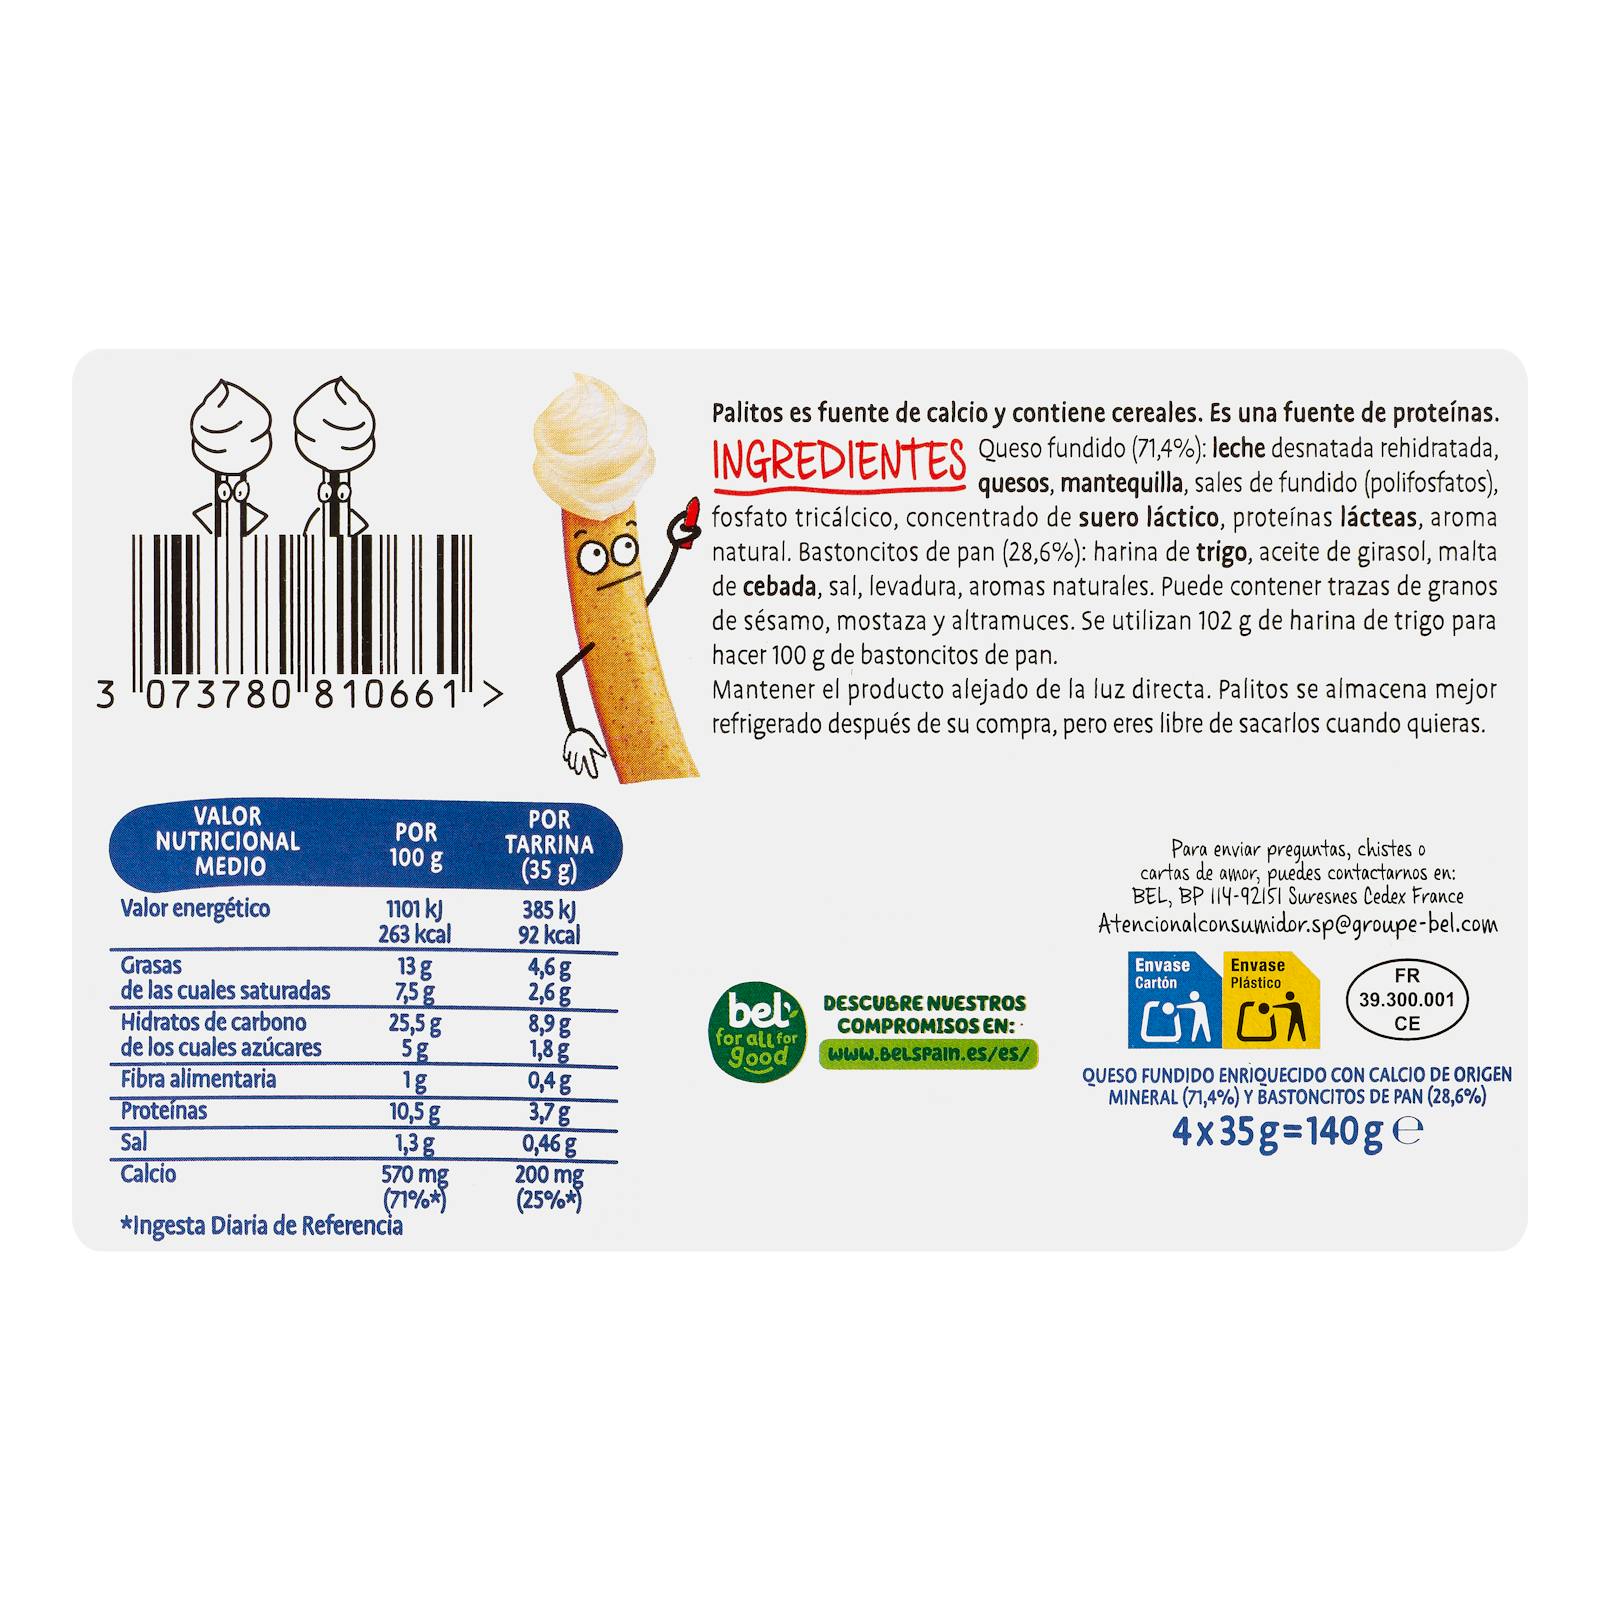 Palitos es fuente de calcio y contiene cereales. Es una fuente de proteínas.
INGREDIENTES Queso fundido (71,4%): leche desnatada rehidratada,
quesos, mantequilla, sales de fundido (polifosfatos),
fosfato tricálcico, concentrado de suero láctico, proteínas lácteas, aroma
natural. Bastoncitos de pan (28,6%): harina de trigo, aceite de girasol, malta
de cebada, sal, levadura, aromas naturales. Puede contener trazas de granos
de sésamo, mostaza y altramuces. Se utilizan 102 g de harina de trigo para
hacer 100 g de bastoncitos de pan.
Mantener el producto alejado de la luz directa. Palitos se almacena mejor
refrigerado después de su compra, pero eres libre de sacarlos cuando quieras.
3 073780 810661 >
VALOR NUTRICIONAL MEDIO POR 100 g POR TARRINA (35 g)
Valor energético 1101 kJ 385 kJ
263 kcal 92 kcal
Grasas 13 g 4,6 g
de las cuales saturadas 7,5 g 2,6 g
Hidratos de carbono 25,5 g 8,9 g
de los cuales azúcares 5 g 1,8 g
Fibra alimentaria 1 g 0,4 g
Proteínas 10,5 g 3,7 g
Sal 1,3 g 0,46 g
Calcio 570 mg 200 mg
(71%*) (25%*)
*Ingesta Diaria de Referencia
bel
for all for
good
DESCUBRE NUESTROS
COMPROMISOS EN:
www.BELSPAIN.es/es/
Para enviar preguntas, chistes o
cartas de amor, puedes contactarnos en:
BEL, BP 114-92151 Suresnes Cedex France
Atencionalconsumidor.sp@groupe-bel.com
Envase Cartón
Envase Plástico
FR
39.300.001
CE
QUESO FUNDIDO ENRIQUECIDO CON CALCIO DE ORIGEN
MINERAL (71,4%) Y BASTONCITOS DE PAN (28,6%)
4x35g=140g ℮